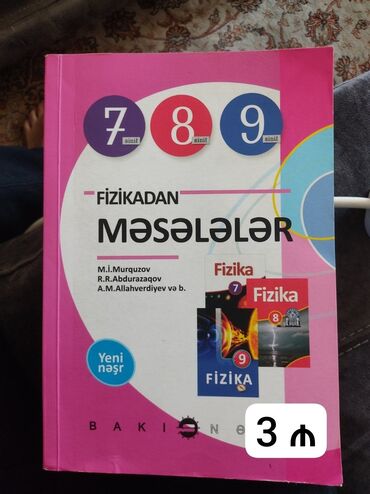 7 8 9
sinif sinif sinif
FİZİKADAN
MƏSƏLƏLƏR
M.İ.Murquzov
R.R.Abdurazaqov
A.M.Allahverdiyev və b.
Fizika
7
Fizika
8
9
FİZİKA
Yeni
nəşr
BAKI
3 ₼